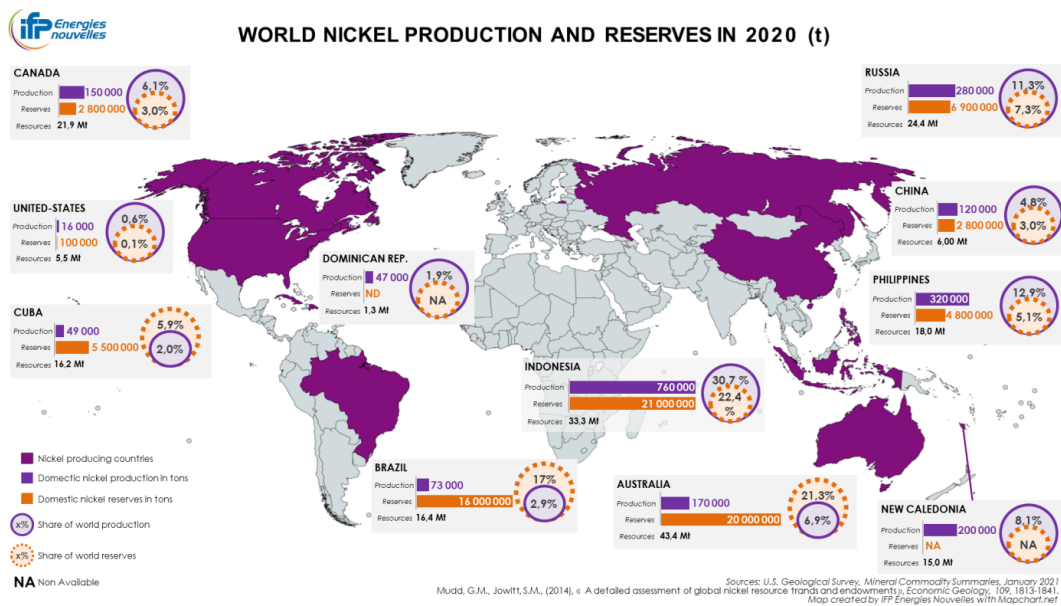 ifp Energies
nouvelles
WORLD NICKEL PRODUCTION AND RESERVES IN 2020 (t)
CANADA
Production 150 000
Reserves 2 800 000
Resources 21,9 Mt
6,1%
3,0%
RUSSIA
Production 280 000
Reserves 6 900 000
Resources 24,4 Mt
11,3%
7,3%
UNITED-STATES
Production 16 000
Reserves 100 000
Resources 5,5 Mt
0,6%
0,1%
CHINA
Production 120 000
Reserves 2 800 000
Resources 6,00 Mt
4,8%
3,0%
DOMINICAN REP.
Production 47 000
Reserves ND
Resources 1,3 Mt
1,9%
NA
PHILIPPINES
Production 320 000
Reserves 4 800 000
Resources 18,0 Mt
12,9%
5,1%
CUBA
Production 49 000
Reserves 5 500 000
Resources 16,2 Mt
5,9%
2,0%
INDONESIA
Production 760 000
Reserves 21 000 000
Resources 33,3 Mt
30,7 %
22,4
%
BRAZIL
Production 73 000
Reserves 16 000 000
Resources 16,4 Mt
17%
2,9%
AUSTRALIA
Production 170 000
Reserves 20 000 000
Resources 43,4 Mt
21,3%
6,9%
NEW CALEDONIA
Production 200 000
Reserves NA
Resources 15,0 Mt
8,1%
NA
Nickel producing countries
Domectic nickel production in tons
Domestic nickel reserves in tons
x% Share of world production
x% Share of world reserves
NA Non Available
Sources: U.S. Geological Survey, Mineral Commodity Summaries, January 2021
Mudd, G.M., Jowitt, S.M., (2014), « A detailed assessment of global nickel resource trands and endowments », Economic Geology, 109, 1813-1841.
Map created by IFP Energies Nouvelles with Mapchart.net